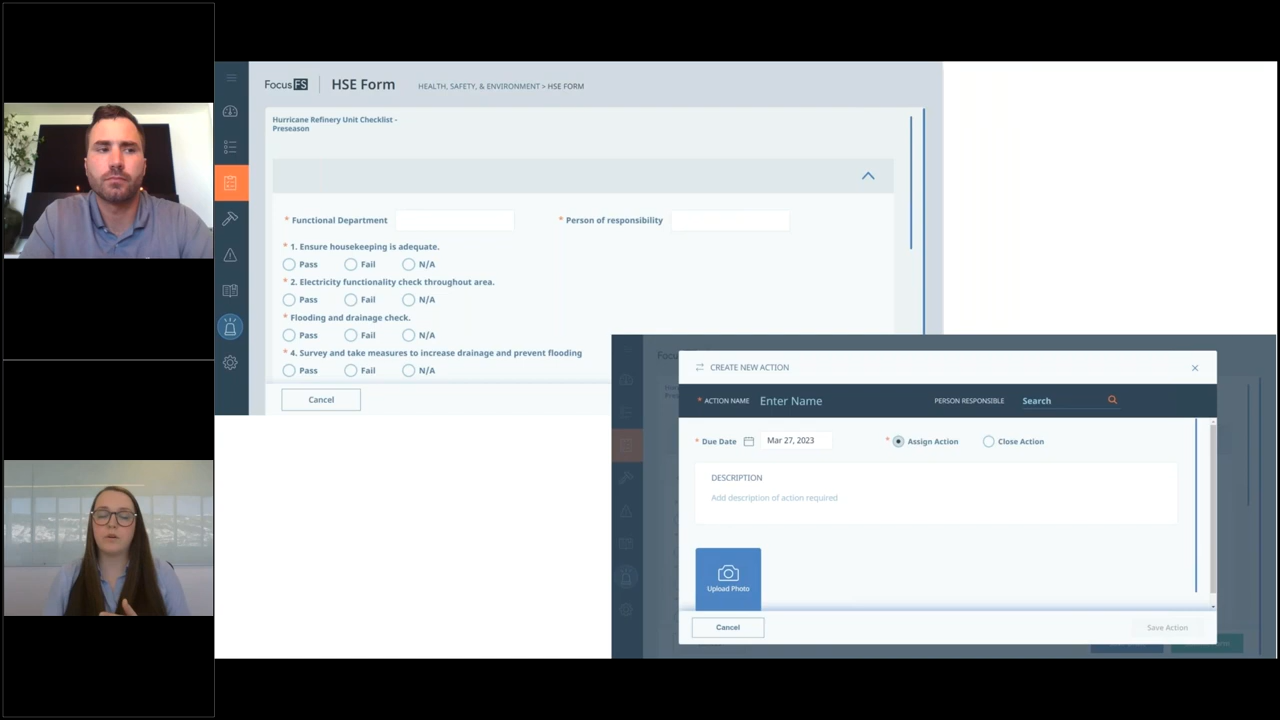 FocusFS HSE Form HEALTH, SAFETY, & ENVIRONMENT > HSE FORM
Hurricane Refinery Unit Checklist -
Preseason
* Functional Department * Person of responsibility
* 1. Ensure housekeeping is adequate.
Pass Fail N/A
* 2. Electricity functionality check throughout area.
Pass Fail N/A
* Flooding and drainage check.
Pass Fail N/A
* 4. Survey and take measures to increase drainage and prevent flooding
Pass Fail N/A
Cancel
CREATE NEW ACTION
* ACTION NAME Enter Name PERSON RESPONSIBLE Search
* Due Date Mar 27, 2023 * Assign Action Close Action
DESCRIPTION
Add description of action required
Upload Photo
Cancel Save Action